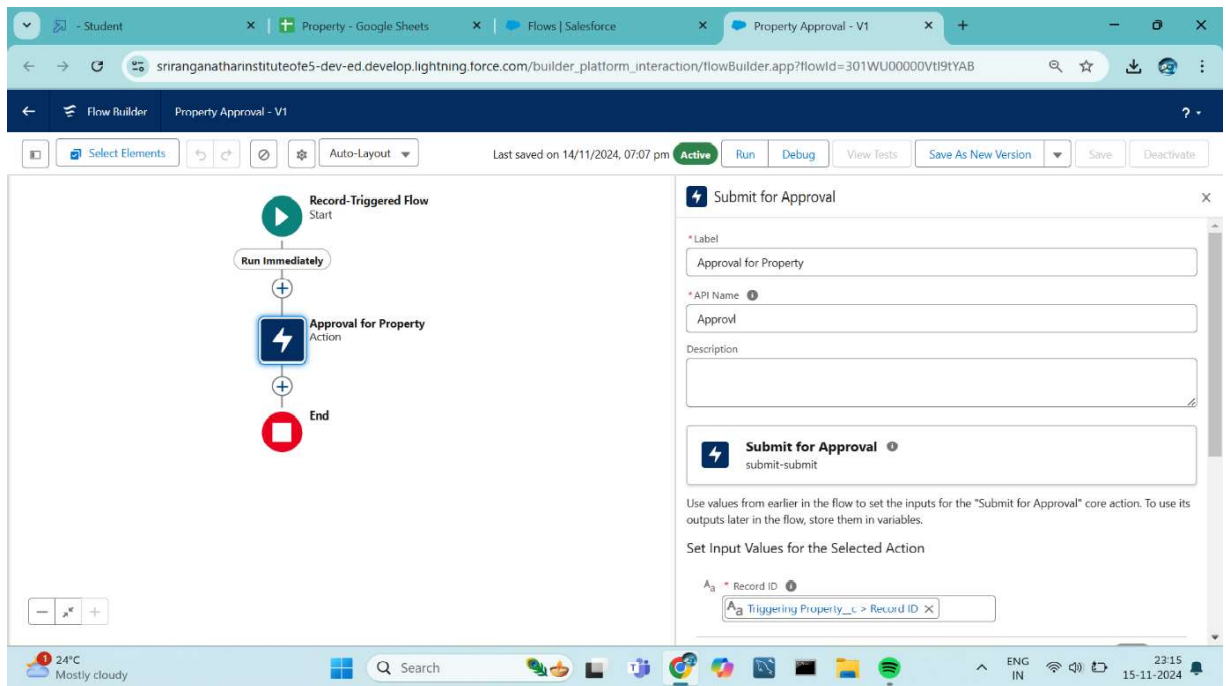 - Student
Property - Google Sheets
Flows | Salesforce
Property Approval - V1
sriranganatharinstituteofe5-dev-ed.develop.lightning.force.com/builder_platform_interaction/flowBuilder.app?flowId=301WU00000Vtl9tYAB
Flow Builder
Property Approval - V1
?
Select Elements
Auto-Layout
Last saved on 14/11/2024, 07:07 pm
Active
Run
Debug
View Tests
Save As New Version
Save
Deactivate
Record-Triggered Flow
Start
Run Immediately
Approval for Property
Action
End
Submit for Approval
* Label
Approval for Property
* API Name
Approvl
Description
Submit for Approval
submit-submit
Use values from earlier in the flow to set the inputs for the "Submit for Approval" core action. To use its
outputs later in the flow, store them in variables.
Set Input Values for the Selected Action
Aa * Record ID
Aa Triggering Property__c > Record ID
1
24°C
Mostly cloudy
Search
ENG
IN
23:15
15-11-2024